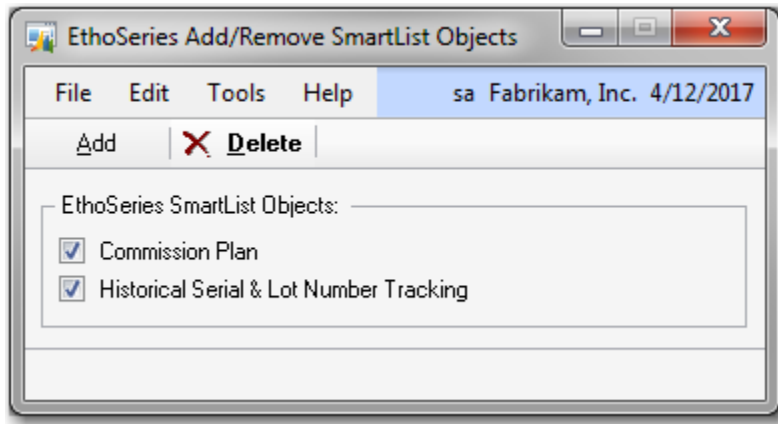 EthoSeries Add/Remove SmartList Objects
File Edit Tools Help sa Fabrikam, Inc. 4/12/2017
Add Delete
EthoSeries SmartList Objects:
Commission Plan
Historical Serial & Lot Number Tracking